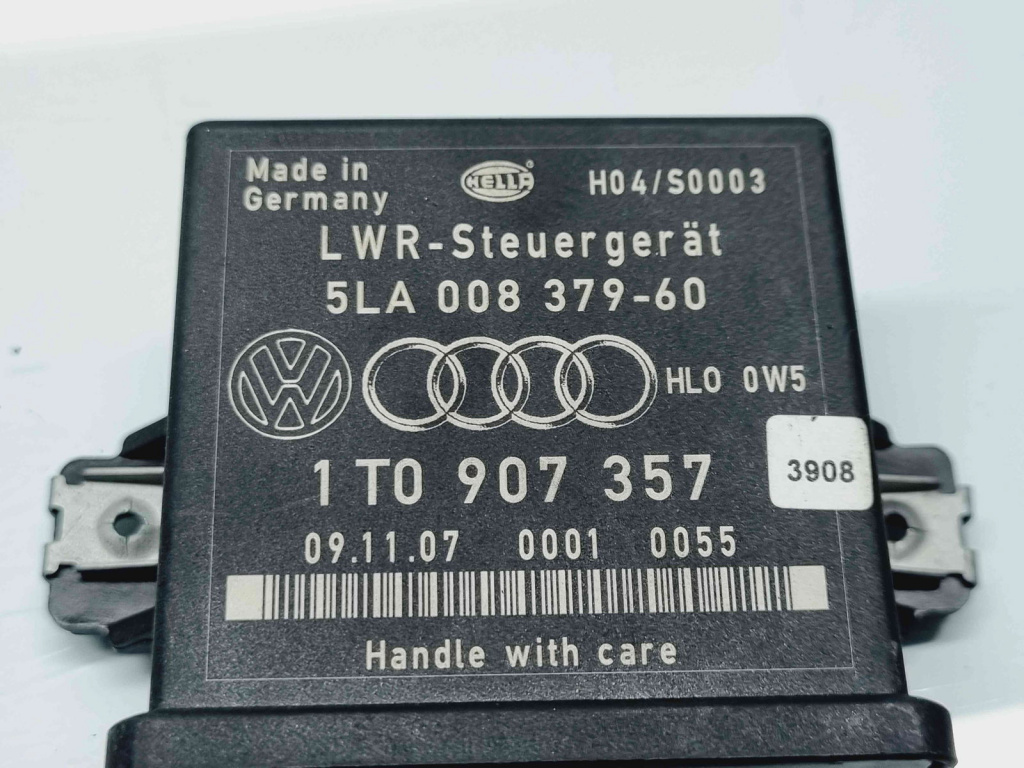 Made in
Germany
HELLA
H04/S0003
LWR-Steuergerät
5LA 008 379-60
VW
HLO 0W5
1T0 907 357
3908
09.11.07 0001 0055
Handle with care